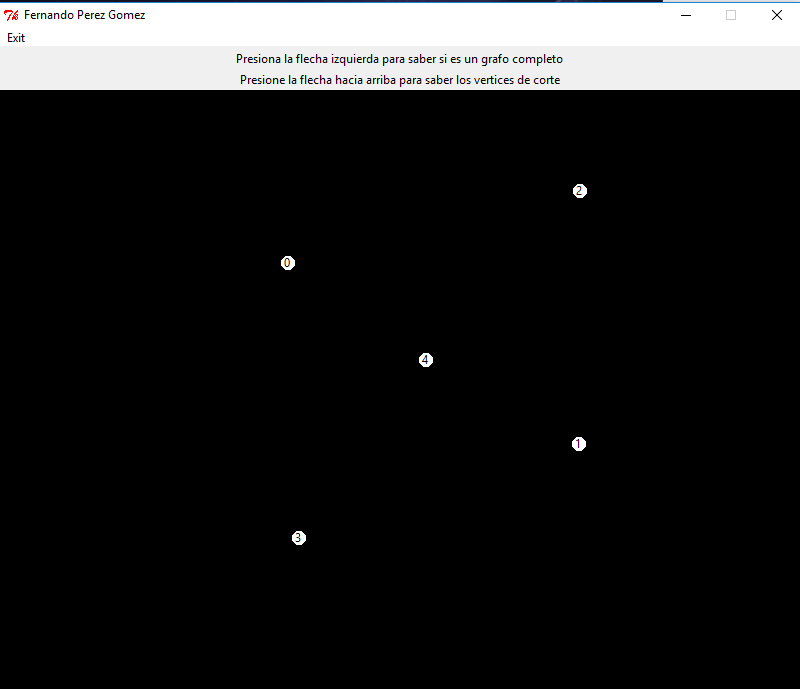 Fernando Perez Gomez
Exit
Presiona la flecha izquierda para saber si es un grafo completo
Presione la flecha hacia arriba para saber los vertices de corte
2
0
4
1
3